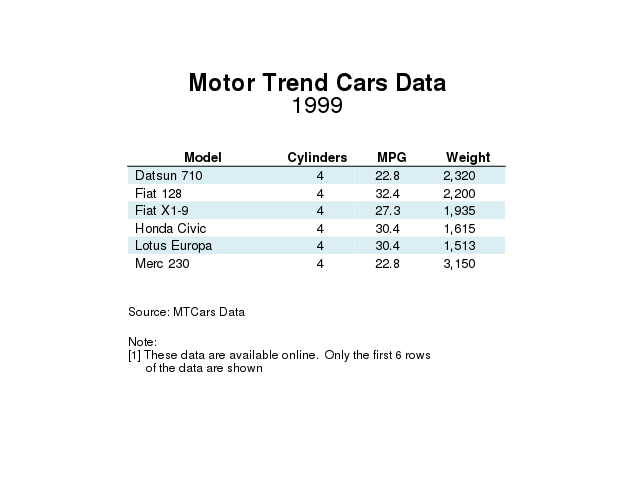 Motor Trend Cars Data
1999
Model Cylinders MPG Weight
Datsun 710 4 22.8 2,320
Fiat 128 4 32.4 2,200
Fiat X1-9 4 27.3 1,935
Honda Civic 4 30.4 1,615
Lotus Europa 4 30.4 1,513
Merc 230 4 22.8 3,150
Source: MTCars Data
Note:
[1] These data are available online. Only the first 6 rows
of the data are shown